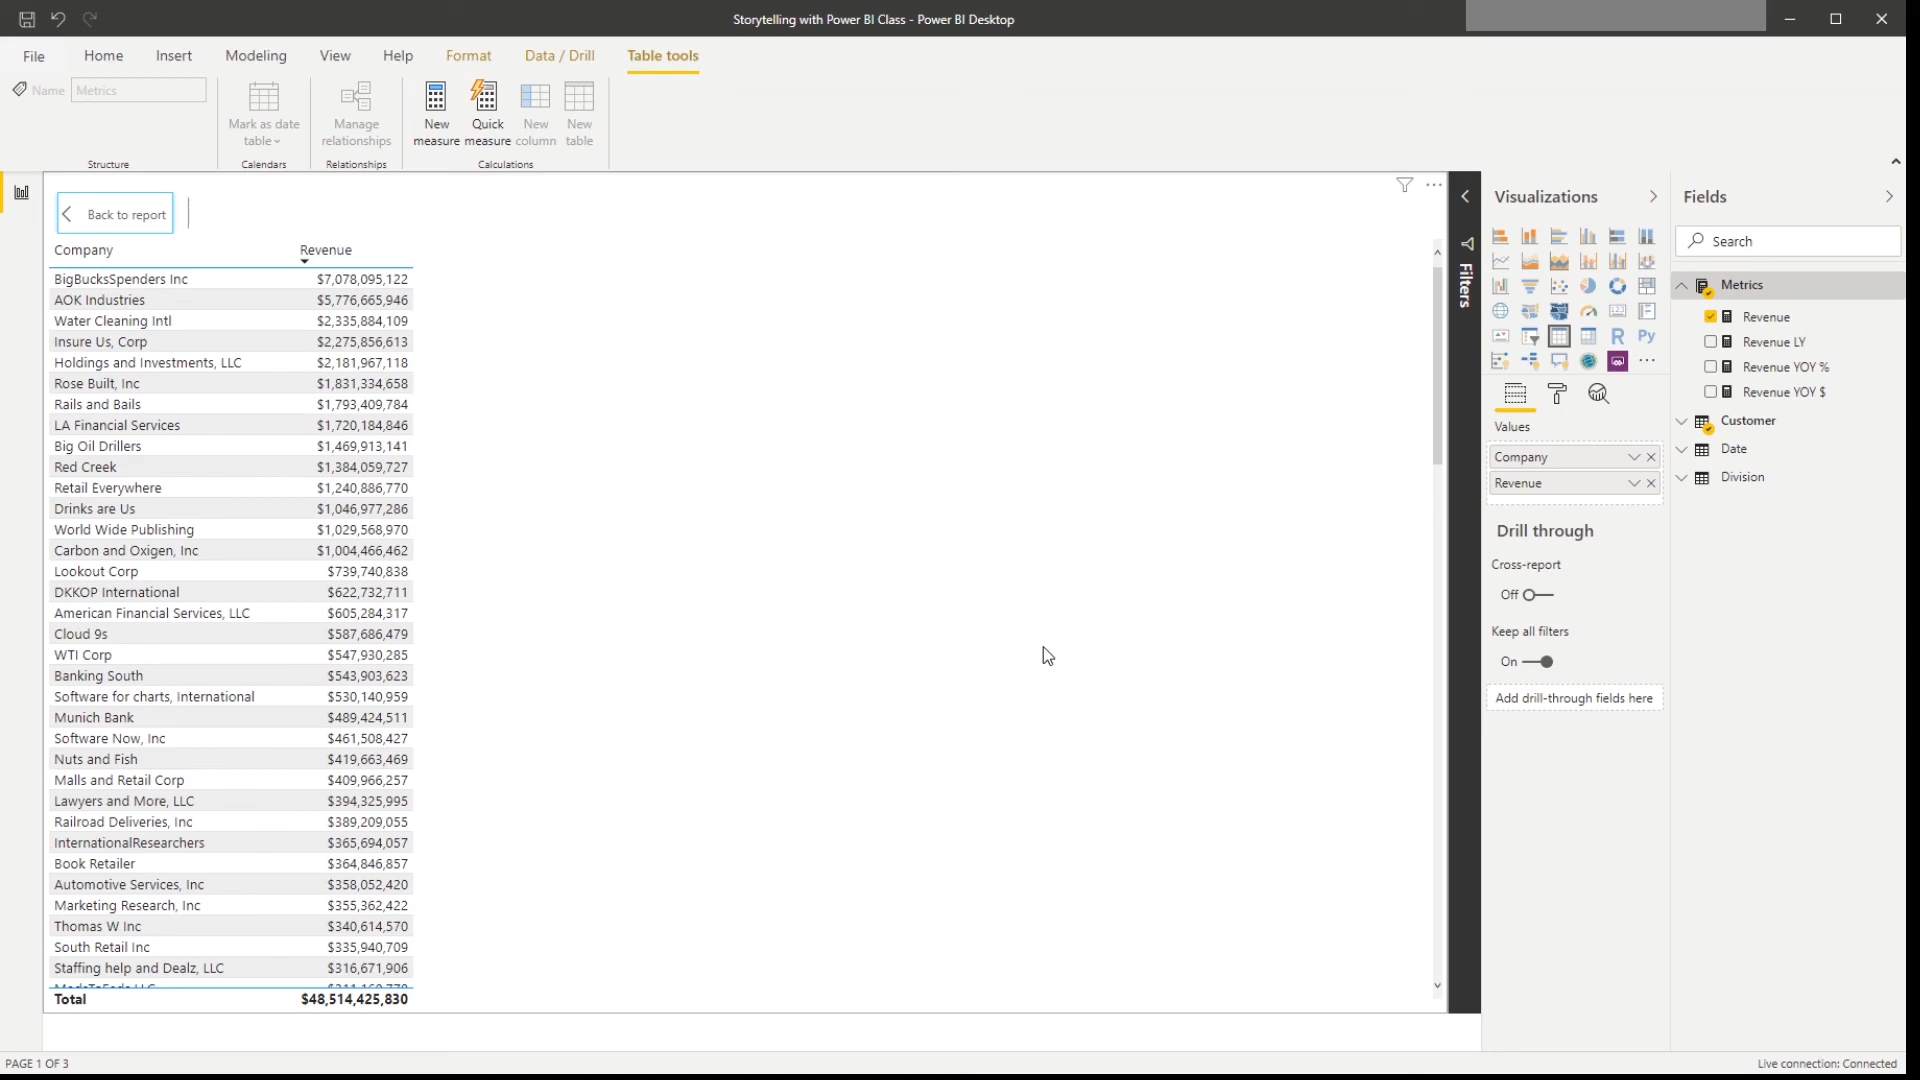 Storytelling with Power BI Class - Power BI Desktop
File Home Insert Modeling View Help Format Data / Drill Table tools
Name Metrics
Mark as date table
Manage relationships
New measure
Quick measure
New column
New table
Structure Calendars Relationships Calculations
Back to report
Company Revenue
BigBucksSpenders Inc $7,078,095,122
AOK Industries $5,776,665,946
Water Cleaning Intl $2,335,884,109
Insure Us, Corp $2,275,856,613
Holdings and Investments, LLC $2,181,967,118
Rose Built, Inc $1,831,334,658
Rails and Bails $1,793,409,784
LA Financial Services $1,720,184,846
Big Oil Drillers $1,469,913,141
Red Creek $1,384,059,727
Retail Everywhere $1,240,886,770
Drinks are Us $1,046,977,286
World Wide Publishing $1,029,568,970
Carbon and Oxigen, Inc $1,004,466,462
Lookout Corp $739,740,838
DKKOP International $622,732,711
American Financial Services, LLC $605,284,317
Cloud 9s $587,686,479
WTI Corp $547,930,285
Banking South $543,903,623
Software for charts, International $530,140,959
Munich Bank $489,424,511
Software Now, Inc $461,508,427
Nuts and Fish $419,663,469
Malls and Retail Corp $409,966,257
Lawyers and More, LLC $394,325,995
Railroad Deliveries, Inc $389,209,055
InternationalResearchers $365,694,057
Book Retailer $364,846,857
Automotive Services, Inc $358,052,420
Marketing Research, Inc $355,362,422
Thomas W Inc $340,614,570
South Retail Inc $335,940,709
Staffing help and Dealz, LLC $316,671,906
Total $48,514,425,830
Filters
Visualizations
123
R Py
Values
Company
Revenue
Drill through
Cross-report
Off
Keep all filters
On
Add drill-through fields here
Fields
Search
Metrics
Revenue
Revenue LY
Revenue YOY %
Revenue YOY $
Customer
Date
Division
PAGE 1 OF 3
Live connection: Connected